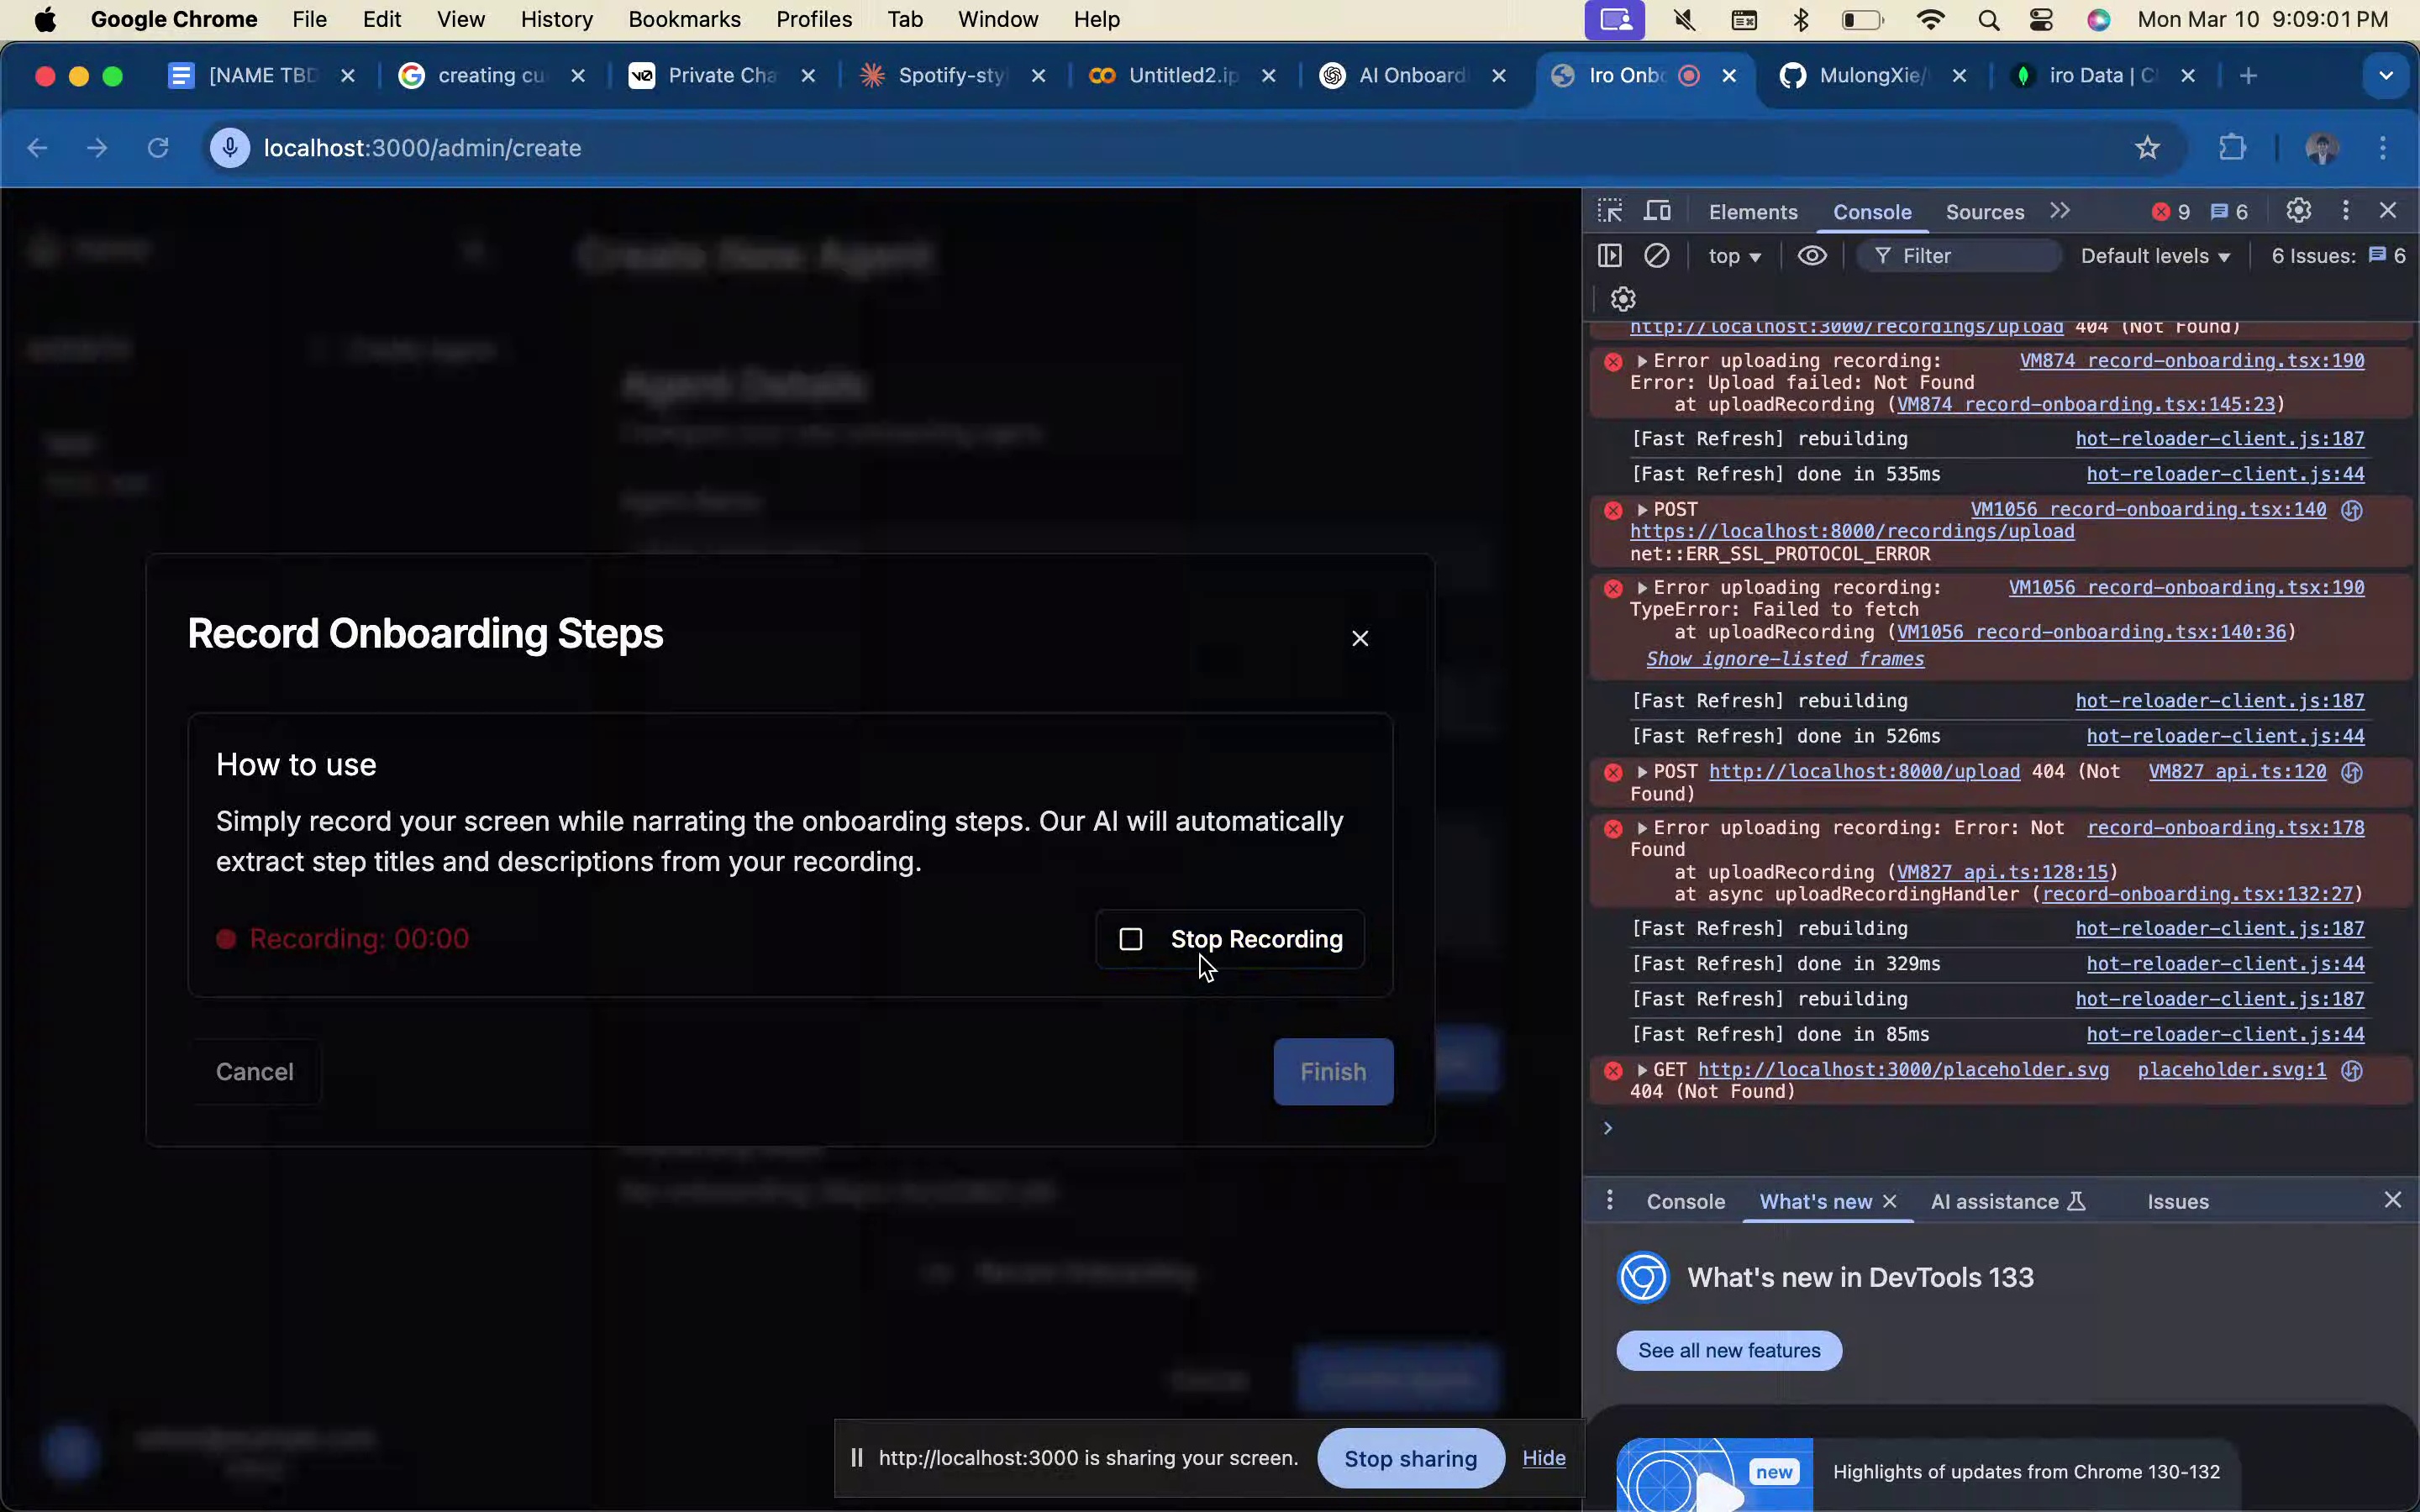 Google Chrome File Edit View History Bookmarks Profiles Tab Window Help Mon Mar 10 9:09:01 PM
[NAME TBD creating cu Private Cha Spotify-sty Untitled2.ip AI Onboard Iro Onbo MulongXie/ iro Data | Cl
localhost:3000/admin/create
Create New Agent
Agent Details
Record Onboarding Steps
How to use
Simply record your screen while narrating the onboarding steps. Our AI will automatically
extract step titles and descriptions from your recording.
Recording: 00:00
Stop Recording
Cancel
Finish
http://localhost:3000 is sharing your screen. Stop sharing Hide
Elements Console Sources 9 6
top Filter Default levels 6 Issues: 6
http://localhost:3000/recordings/upload 404 (Not Found)
Error uploading recording: VM874 record-onboarding.tsx:190
Error: Upload failed: Not Found
at uploadRecording (VM874 record-onboarding.tsx:145:23)
[Fast Refresh] rebuilding hot-reloader-client.js:187
[Fast Refresh] done in 535ms hot-reloader-client.js:44
POST VM1056 record-onboarding.tsx:140
https://localhost:8000/recordings/upload
net::ERR_SSL_PROTOCOL_ERROR
Error uploading recording: VM1056 record-onboarding.tsx:190
TypeError: Failed to fetch
at uploadRecording (VM1056 record-onboarding.tsx:140:36)
Show ignore-listed frames
[Fast Refresh] rebuilding hot-reloader-client.js:187
[Fast Refresh] done in 526ms hot-reloader-client.js:44
POST http://localhost:8000/upload 404 (Not VM827 api.ts:120
Found)
Error uploading recording: Error: Not record-onboarding.tsx:178
Found
at uploadRecording (VM827 api.ts:128:15)
at async uploadRecordingHandler (record-onboarding.tsx:132:27)
[Fast Refresh] rebuilding hot-reloader-client.js:187
[Fast Refresh] done in 329ms hot-reloader-client.js:44
[Fast Refresh] rebuilding hot-reloader-client.js:187
[Fast Refresh] done in 85ms hot-reloader-client.js:44
GET http://localhost:3000/placeholder.svg placeholder.svg:1
404 (Not Found)
Console What's new AI assistance Issues
What's new in DevTools 133
See all new features
new Highlights of updates from Chrome 130-132